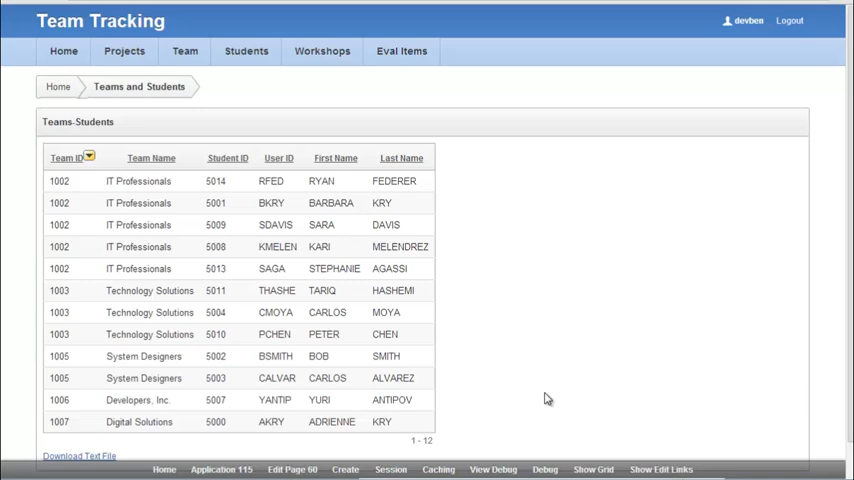 Team Tracking
devben Logout
Home Projects Team Students Workshops Eval Items
Home Teams and Students
Teams-Students
Team ID Team Name Student ID User ID First Name Last Name
1002 IT Professionals 5014 RFED RYAN FEDERER
1002 IT Professionals 5001 BKRY BARBARA KRY
1002 IT Professionals 5009 SDAVIS SARA DAVIS
1002 IT Professionals 5008 KMELEN KARI MELENDREZ
1002 IT Professionals 5013 SAGA STEPHANIE AGASSI
1003 Technology Solutions 5011 THASHE TARIQ HASHEMI
1003 Technology Solutions 5004 CMOYA CARLOS MOYA
1003 Technology Solutions 5010 PCHEN PETER CHEN
1005 System Designers 5002 BSMITH BOB SMITH
1005 System Designers 5003 CALVAR CARLOS ALVAREZ
1006 Developers, Inc. 5007 YANTIP YURI ANTIPOV
1007 Digital Solutions 5000 AKRY ADRIENNE KRY
1 - 12
Download Text File
Home Application 115 Edit Page 60 Create Session Caching View Debug Debug Show Grid Show Edit Links